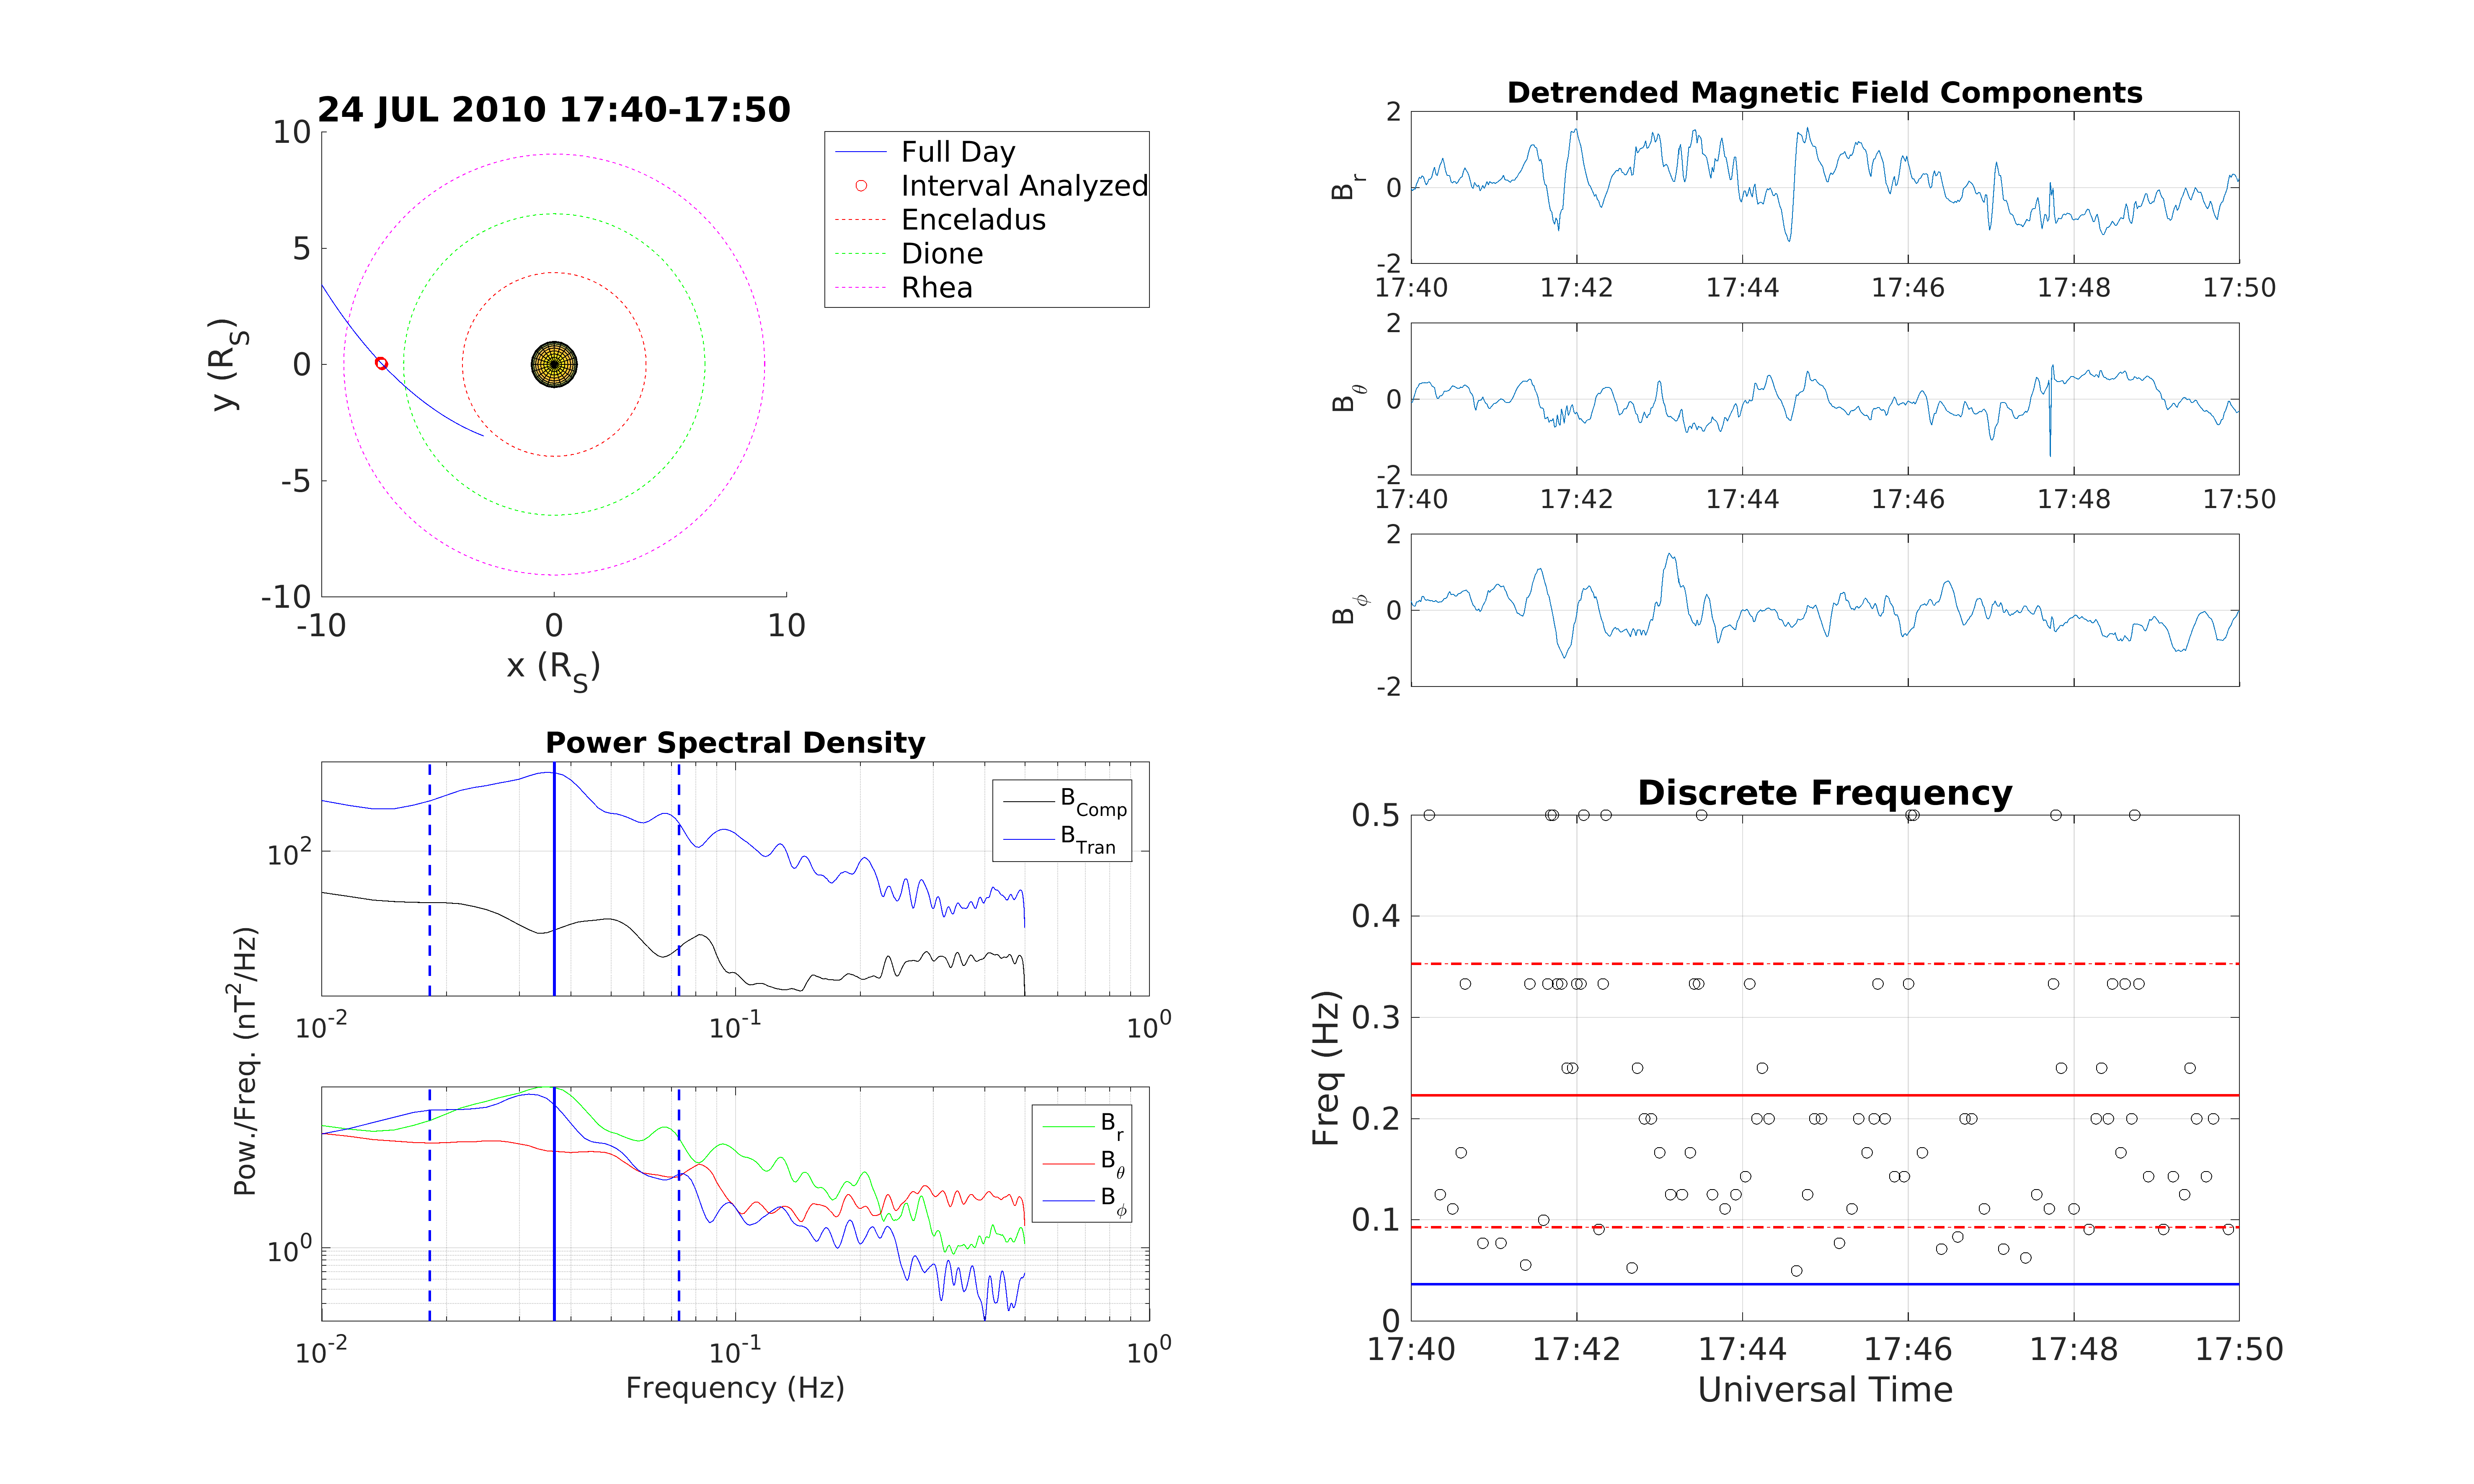 24 JUL 2010 17:40-17:50
10
5
0
-5
-10
-10 0 10
y (R_S)
x (R_S)
Full Day
Interval Analyzed
Enceladus
Dione
Rhea
Detrended Magnetic Field Components
2
0
-2
B_r
17:40 17:42 17:44 17:46 17:48 17:50
2
0
-2
B_θ
17:40 17:42 17:44 17:46 17:48 17:50
2
0
-2
B_ϕ
Power Spectral Density
10^2
B_Comp
B_Tran
10^-2 10^-1 10^0
Pow./Freq. (nT^2/Hz)
10^0
B_r
B_θ
B_ϕ
10^-2 10^-1 10^0
Frequency (Hz)
Discrete Frequency
0.5
0.4
0.3
0.2
0.1
0
Freq (Hz)
17:40 17:42 17:44 17:46 17:48 17:50
Universal Time